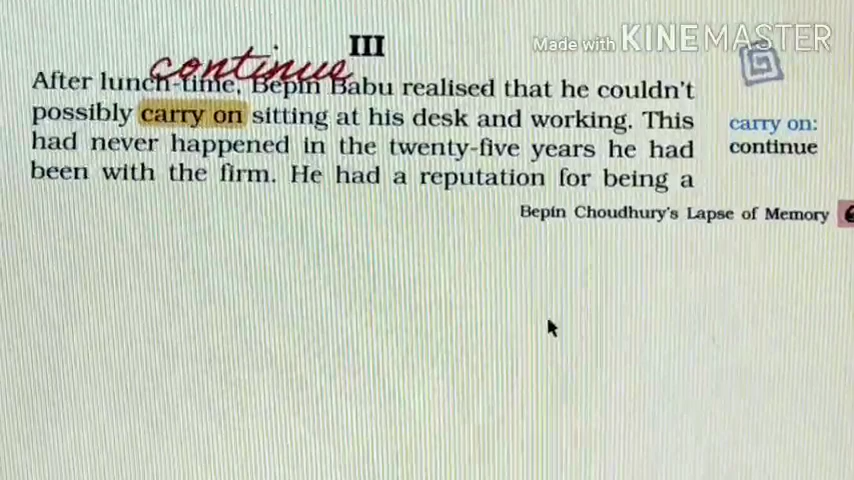 III
Made with KINEMASTER
continue
After lunch-time, Bepin Babu realised that he couldn't
possibly carry on sitting at his desk and working. This
had never happened in the twenty-five years he had
been with the firm. He had a reputation for being a
carry on:
continue
Bepin Choudhury's Lapse of Memory